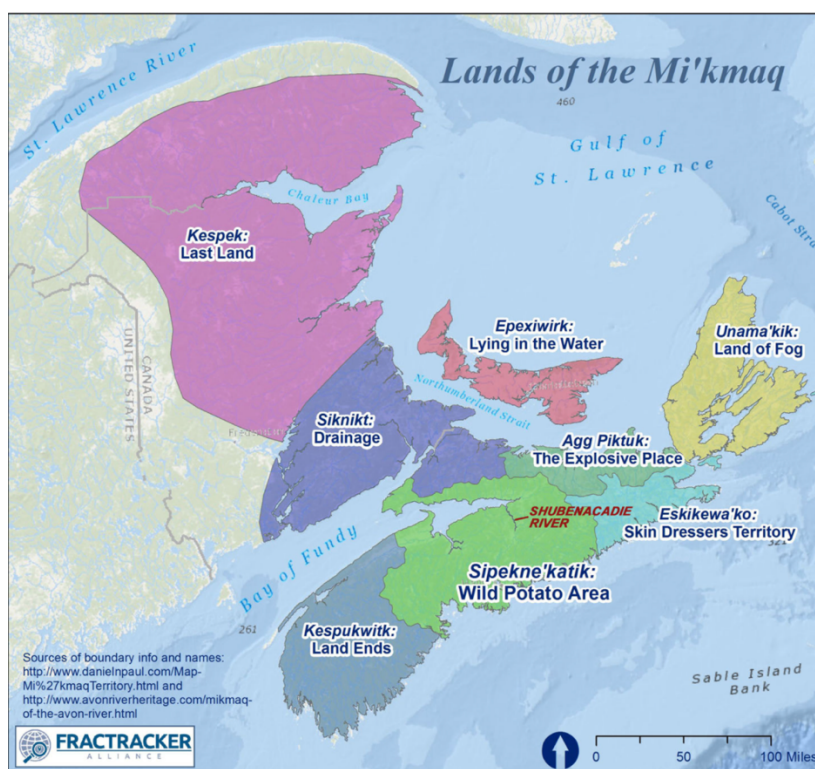 Lands of the Mi'kmaq
460
St. Lawrence River
Gulf of
St. Lawrence
Cabot Strai
Chaleur Bay
Kespek:
Last Land
Epexiwirk:
Lying in the Water
Unama'kik:
Land of Fog
CANADA
UNITED STATES
Northumberland Strait
Siknikt:
Drainage
Agg Piktuk:
The Explosive Place
SHUBENACADIE
RIVER
Eskikewa'ko:
Skin Dressers Territory
Bay of Fundy
Sipekne'katik:
Wild Potato Area
Kespukwitk:
Land Ends
261
Sable Island
Bank
Sources of boundary info and names:
http://www.danielnpaul.com/Map-
Mi%27kmaqTerritory.html and
http://www.avonriverheritage.com/mikmaq-
of-the-avon-river.html
FRACTRACKER
ALLIANCE
0 50 100 Miles